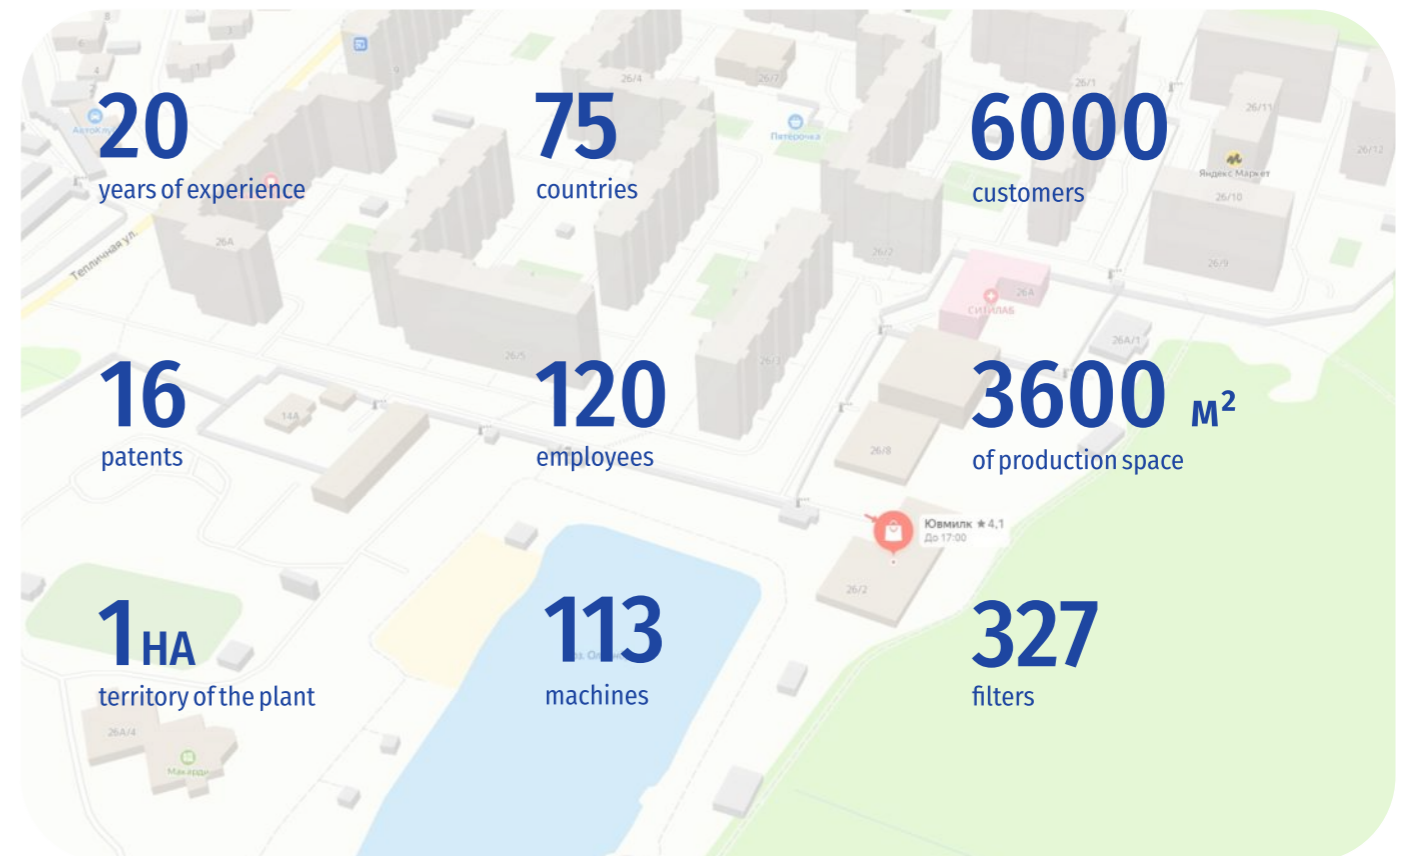 20
years of experience
75
countries
6000
customers
16
patents
120
employees
3600 м²
of production space
1HA
territory of the plant
113
machines
327
filters
26/4
26/7
26/1
26/11
26/12
Пятёрочка
Яндекс Маркет
26/10
Тепличная ул.
26А
26/2
26/9
26А
СИТИЛАБ
26А/1
26/5
26/3
14А
26/8
Ювмилк ★ 4,1
До 17:00
26/2
26А/4